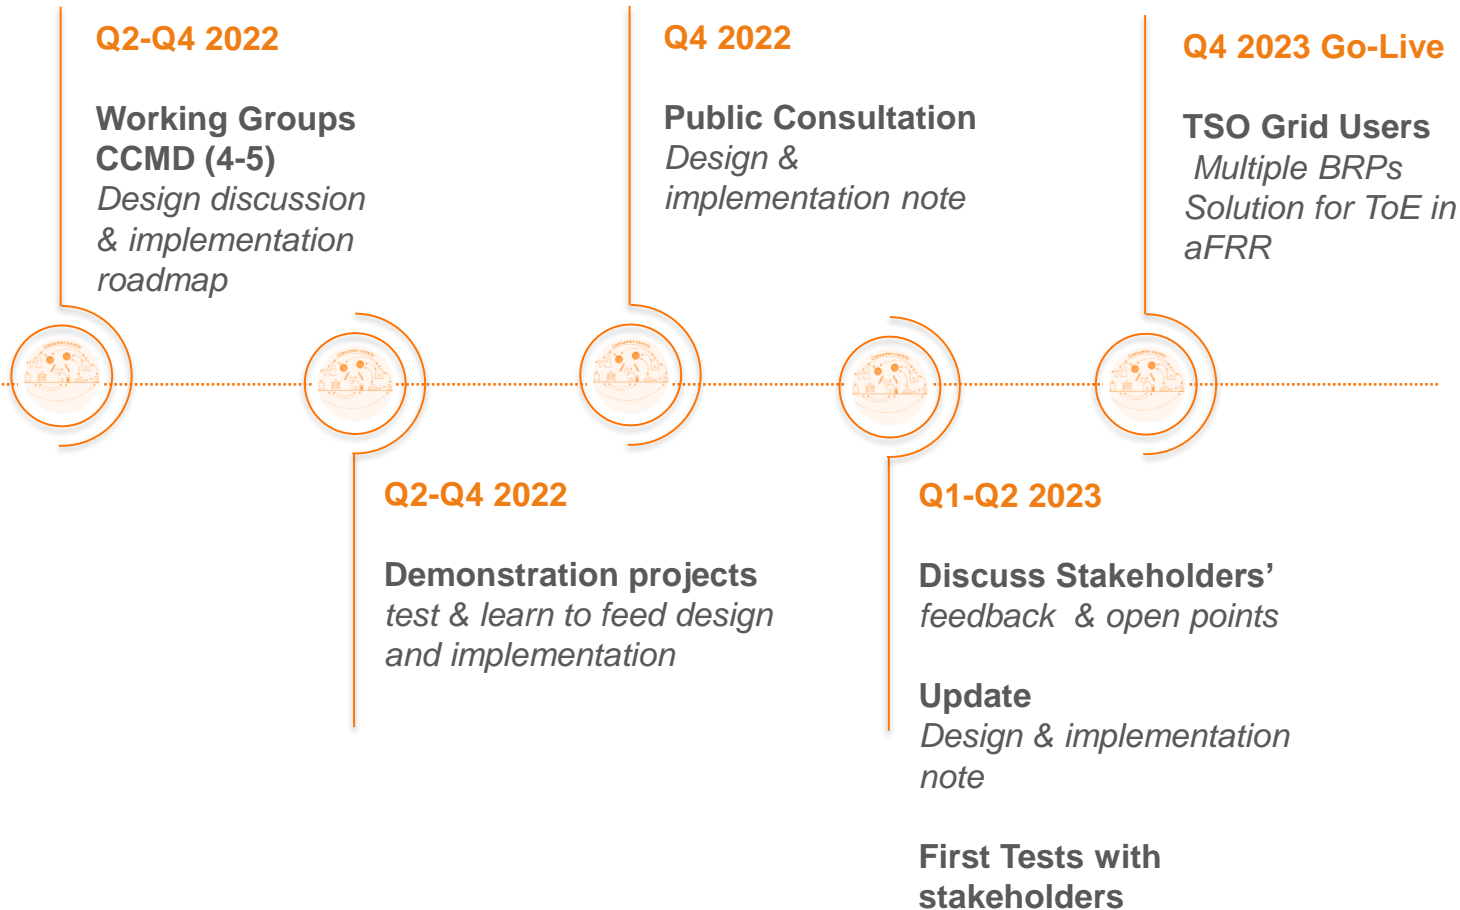 Q2-Q4 2022
Working Groups
CCMD (4-5)
Design discussion
& implementation
roadmap
Q2-Q4 2022
Demonstration projects
test & learn to feed design
and implementation
Q4 2022
Public Consultation
Design &
implementation note
Q1-Q2 2023
Discuss Stakeholders’
feedback & open points
Update
Design & implementation
note
First Tests with
stakeholders
Q4 2023 Go-Live
TSO Grid Users
Multiple BRPs
Solution for ToE in
aFRR